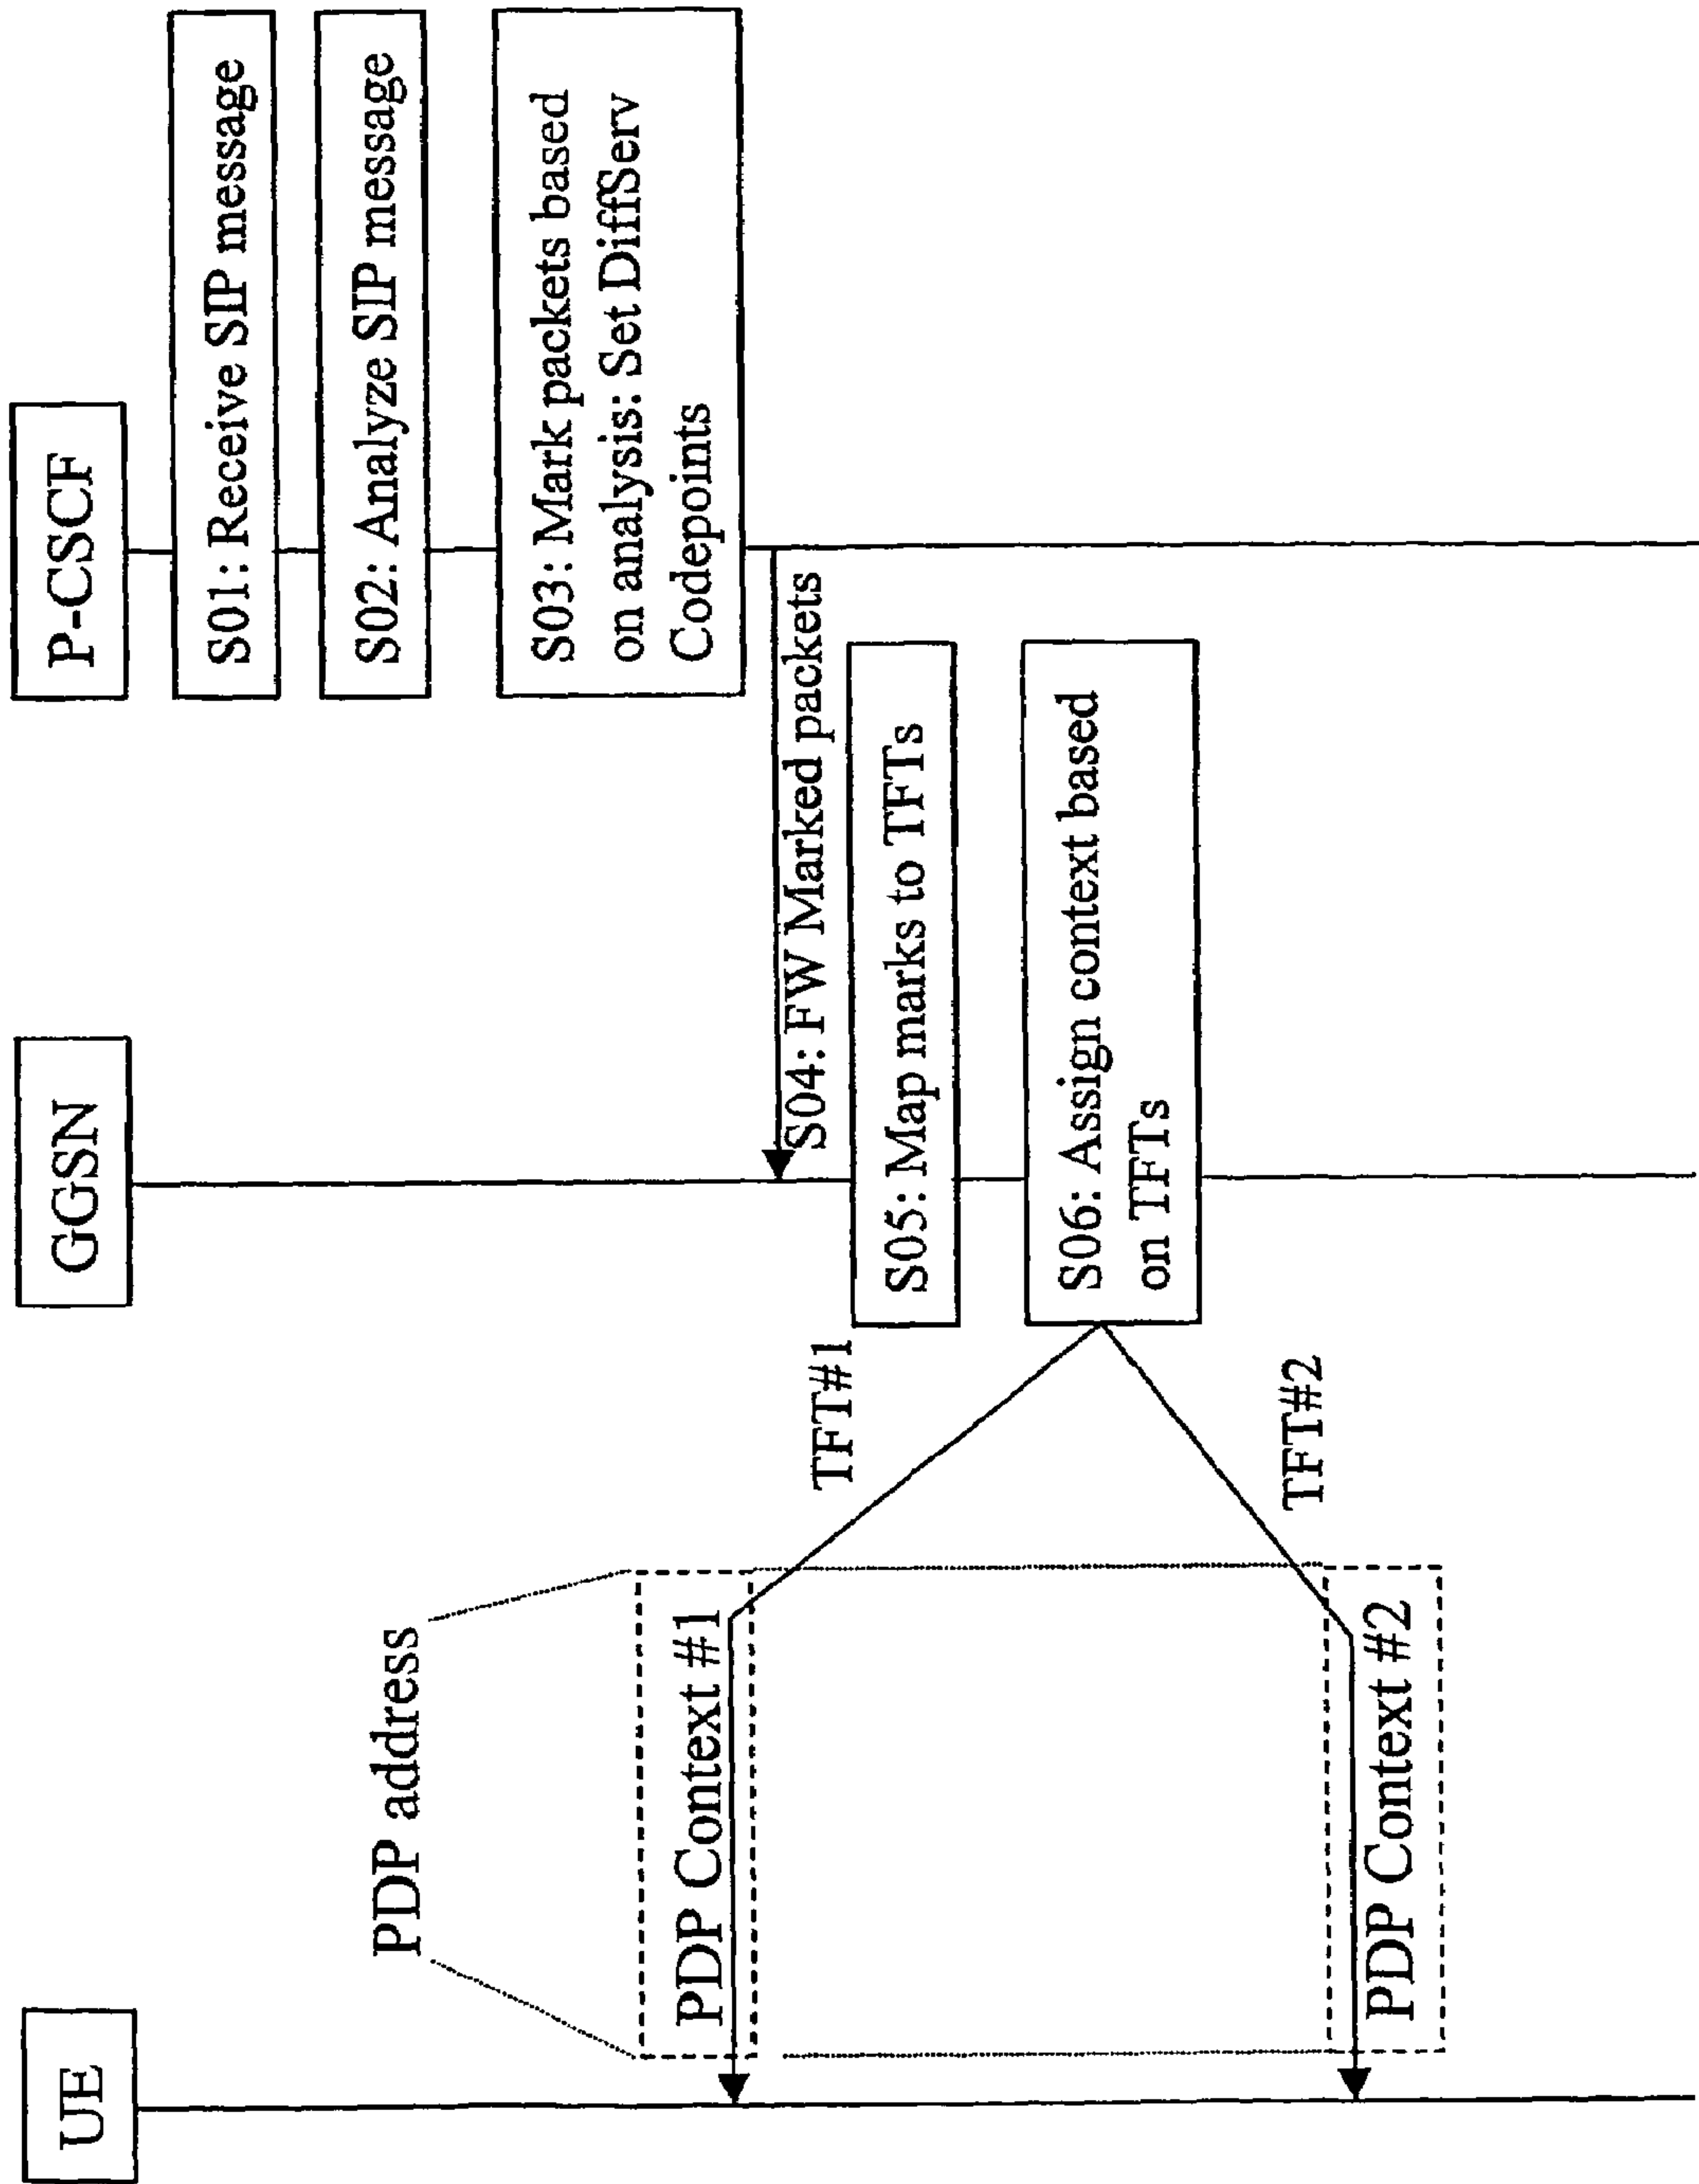 UE
GGSN
P-CSCF
S01: Receive SIP message
S02: Analyze SIP message
S03: Mark packets based
on analysis: Set DiffServ
Codepoints
S04: FW Marked packets
S05: Map marks to TFTs
S06: Assign context based
on TFTs
TFT#1
TFT#2
PDP address
PDP Context #1
PDP Context #2